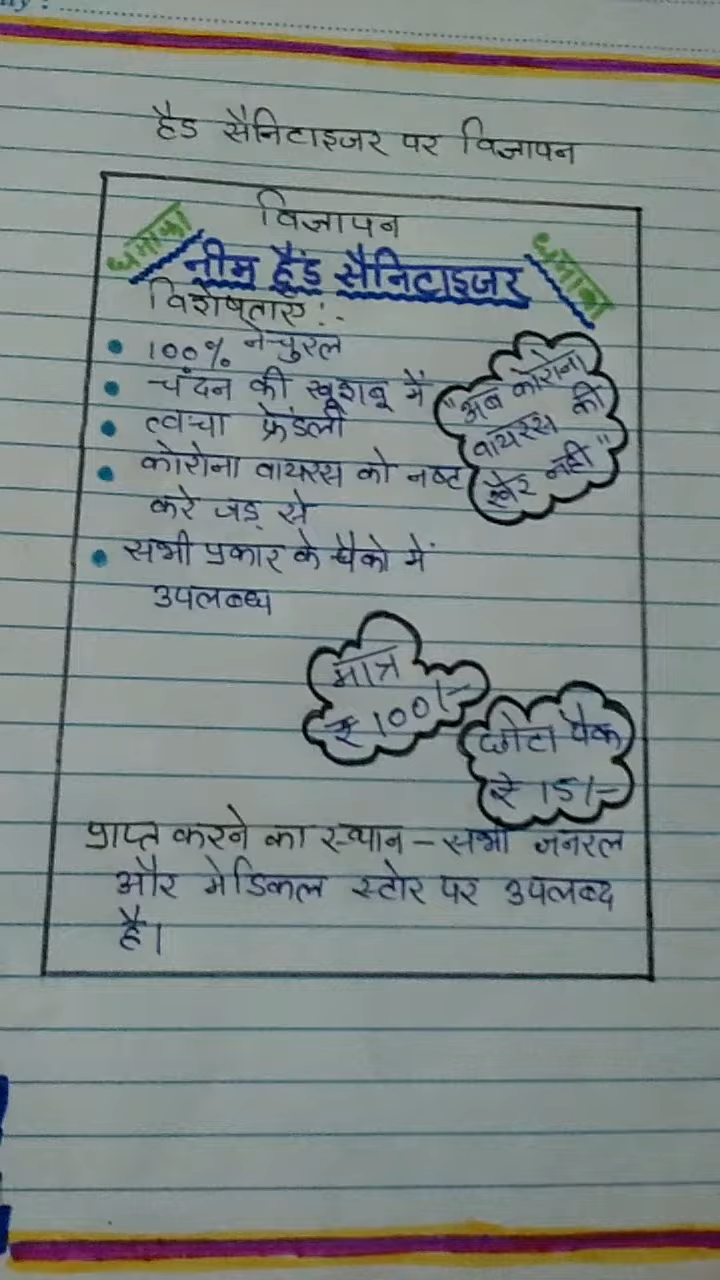 हैड सैनिटाइजर पर विज्ञापन
विज्ञापन
धमाका
धमाका
नीम हैंड सैनिटाइजर
विशेषताएं :-
• 100% नेचुरल
• चंदन की खूशबू में
• त्वचा फ्रेंडली
• कोरोना वायरस को नष्ट
करे जड़ से
• सभी प्रकार के पैको में
उपलब्ध
"अब कोरोना
वायरस की
खैर नही"
मात्र
₹ 100/-
छोटा पैक
₹ 15/-
प्राप्त करने का स्थान - सभी जनरल
और मेडिकल स्टोर पर उपलब्द
है।